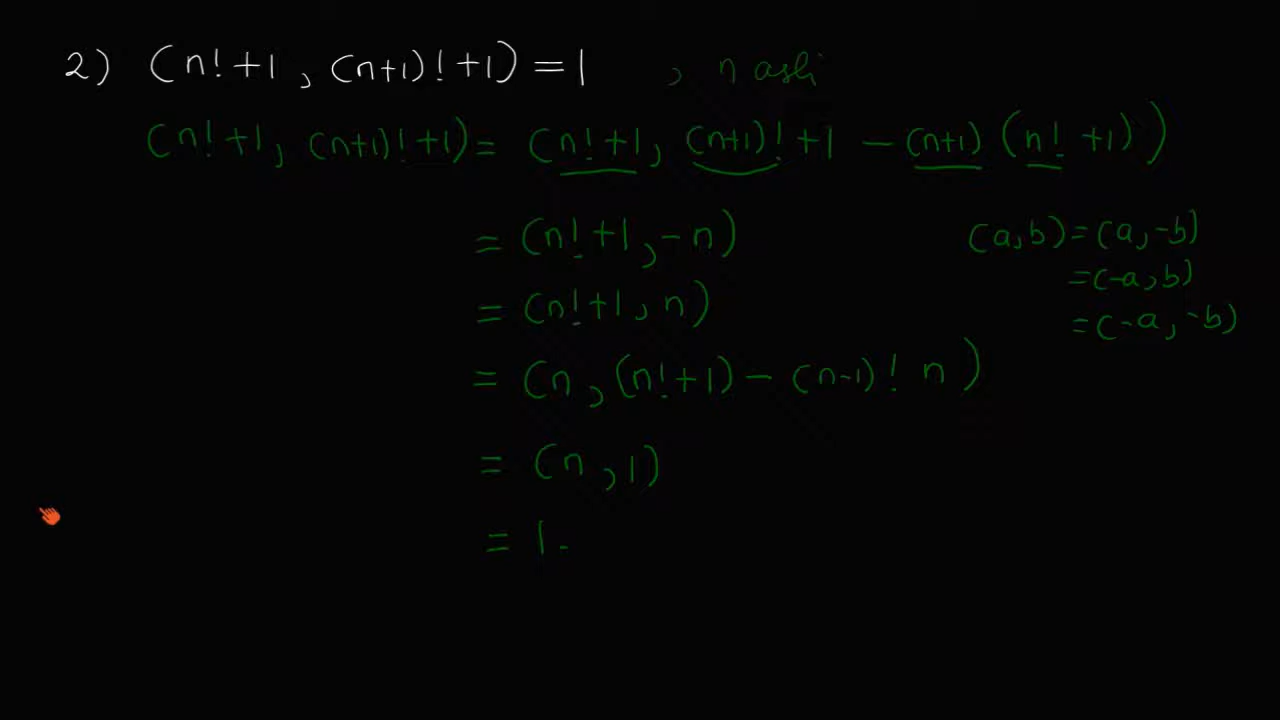 2) (n!+1, (n+1)!+1) = 1 , n asli
(n!+1, (n+1)!+1) = (n!+1, (n+1)!+1 - (n+1)(n!+1))
= (n!+1, -n)
(a,b) = (a,-b)
= (-a,b)
= (-a,-b)
= (n!+1, n)
= (n, (n!+1) - (n-1)! n)
= (n, 1)
= 1.